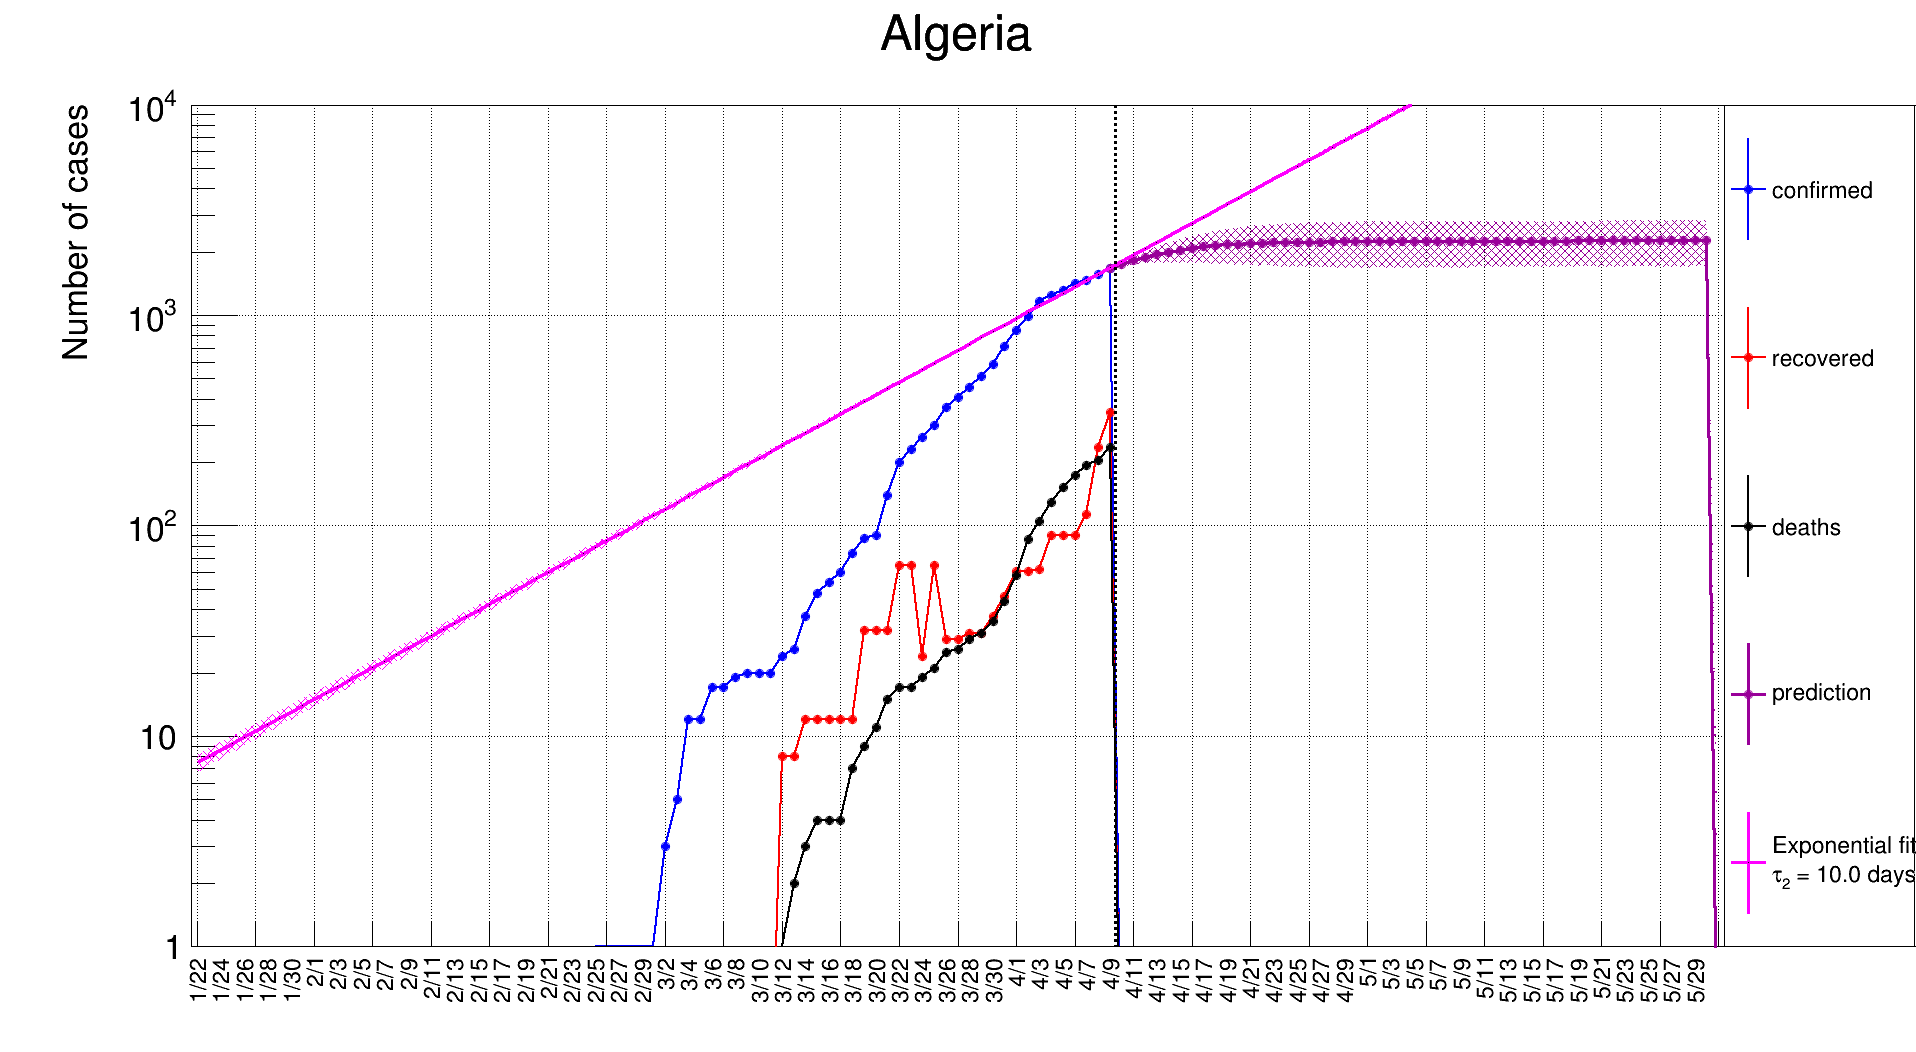 Algeria
Number of cases
10⁴
10³
10²
10
1
1/22 1/24 1/26 1/28 1/30 2/1 2/3 2/5 2/7 2/9 2/11 2/13 2/15 2/17 2/19 2/21 2/23 2/25 2/27 2/29 3/2 3/4 3/6 3/8 3/10 3/12 3/14 3/16 3/18 3/20 3/22 3/24 3/26 3/28 3/30 4/1 4/3 4/5 4/7 4/9 4/11 4/13 4/15 4/17 4/19 4/21 4/23 4/25 4/27 4/29 5/1 5/3 5/5 5/7 5/9 5/11 5/13 5/15 5/17 5/19 5/21 5/23 5/25 5/27 5/29
confirmed
recovered
deaths
prediction
Exponential fit
τ₂ = 10.0 days